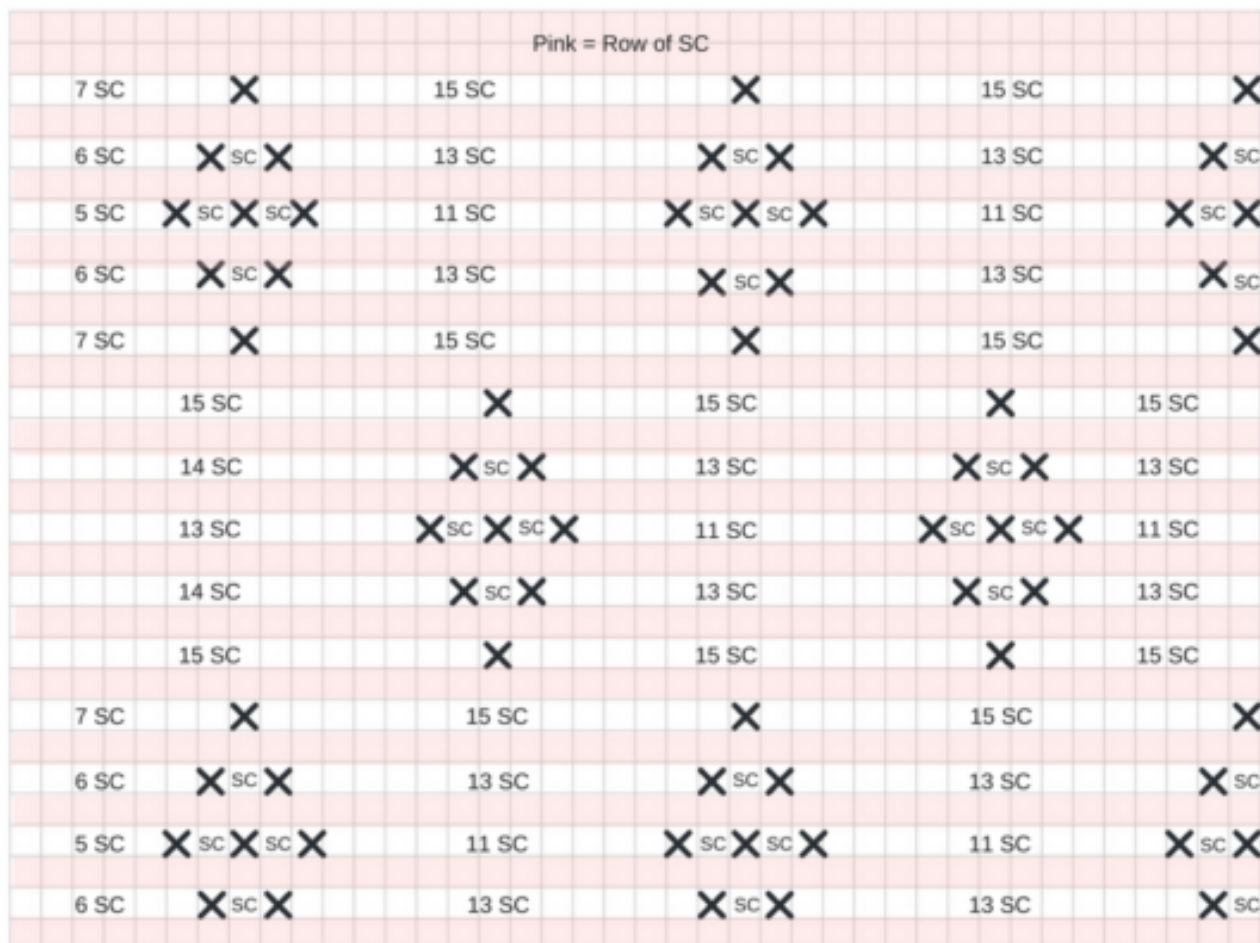 Pink = Row of SC
7 SC X 15 SC X 15 SC X
6 SC X SC X 13 SC X SC X 13 SC X SC
5 SC X SC X SC X 11 SC X SC X SC X 11 SC X SC X
6 SC X SC X 13 SC X SC X 13 SC X SC
7 SC X 15 SC X 15 SC X
15 SC X 15 SC X 15 SC
14 SC X SC X 13 SC X SC X 13 SC
13 SC X SC X SC X 11 SC X SC X SC X 11 SC
14 SC X SC X 13 SC X SC X 13 SC
15 SC X 15 SC X 15 SC
7 SC X 15 SC X 15 SC X
6 SC X SC X 13 SC X SC X 13 SC X SC
5 SC X SC X SC X 11 SC X SC X SC X 11 SC X SC X
6 SC X SC X 13 SC X SC X 13 SC X SC